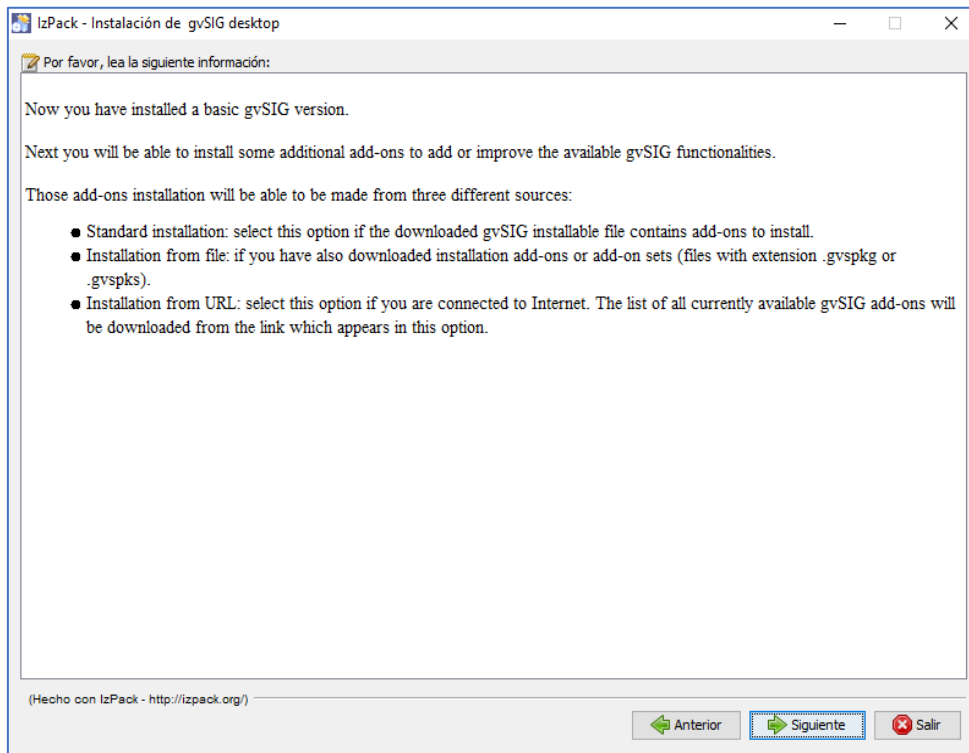 IzPack - Instalación de gvSIG desktop
Por favor, lea la siguiente información:
Now you have installed a basic gvSIG version.
Next you will be able to install some additional add-ons to add or improve the available gvSIG functionalities.
Those add-ons installation will be able to be made from three different sources:
● Standard installation: select this option if the downloaded gvSIG installable file contains add-ons to install.
● Installation from file: if you have also downloaded installation add-ons or add-on sets (files with extension .gvspkg or
.gvspks).
● Installation from URL: select this option if you are connected to Internet. The list of all currently available gvSIG add-ons will
be downloaded from the link which appears in this option.
(Hecho con IzPack - http://izpack.org/)
Anterior Siguiente Salir